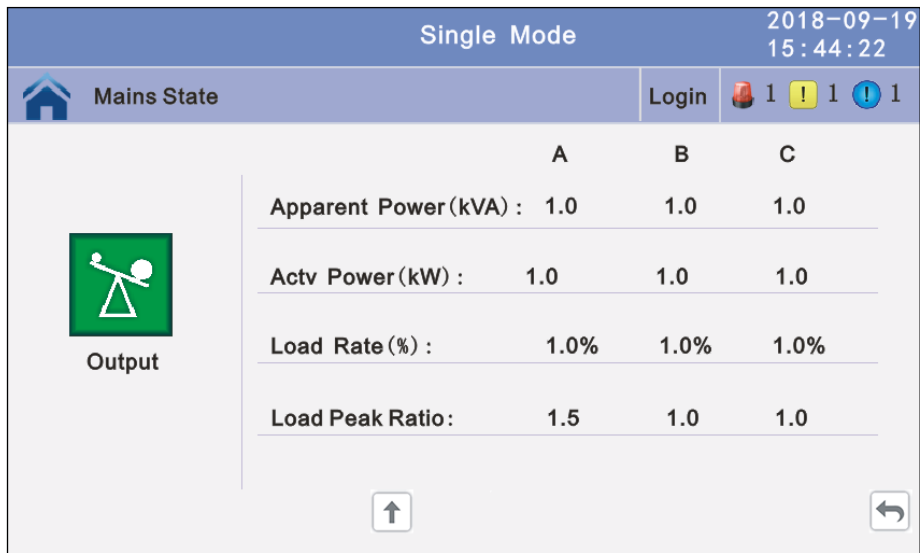 Single Mode
2018-09-19
15:44:22
Mains State
Login
1 ! 1 ! 1
A B C
Apparent Power(kVA): 1.0 1.0 1.0
Actv Power(kW): 1.0 1.0 1.0
Load Rate(%): 1.0% 1.0% 1.0%
Load Peak Ratio: 1.5 1.0 1.0
Output